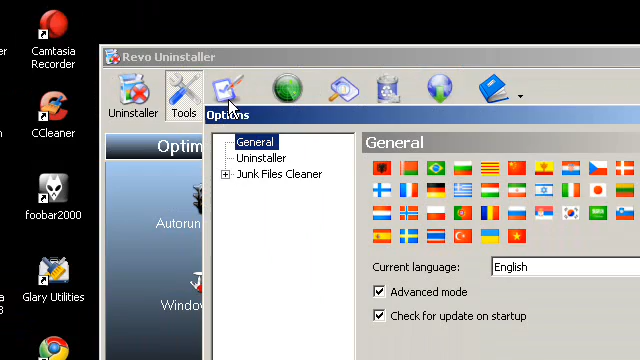 Camtasia
Recorder
CCleaner
foobar2000
Glary Utilities
Revo Uninstaller
Uninstaller
Tools
Options
Optim
Autorun
Window
General
Uninstaller
Junk Files Cleaner
General
Current language:
English
Advanced mode
Check for update on startup